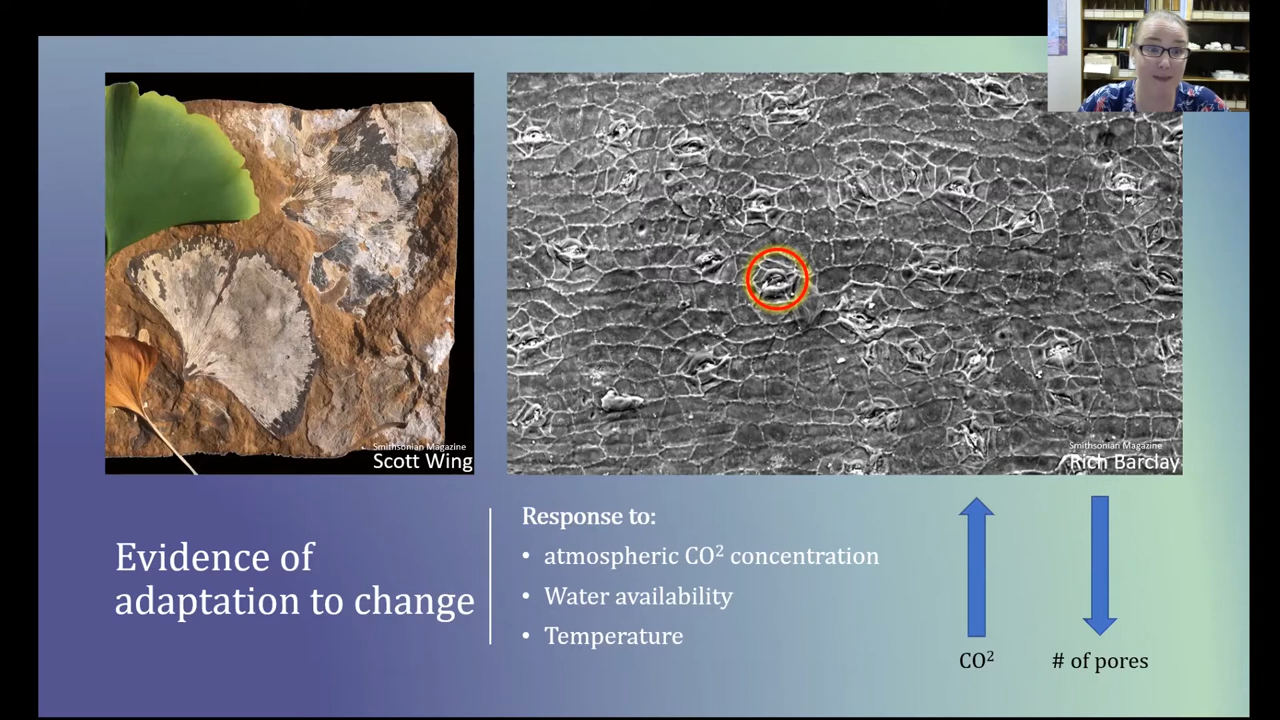 Smithsonian Magazine
Scott Wing
Smithsonian Magazine
Rich Barclay
Evidence of
adaptation to change
Response to:
• atmospheric CO² concentration
• Water availability
• Temperature
CO²
# of pores